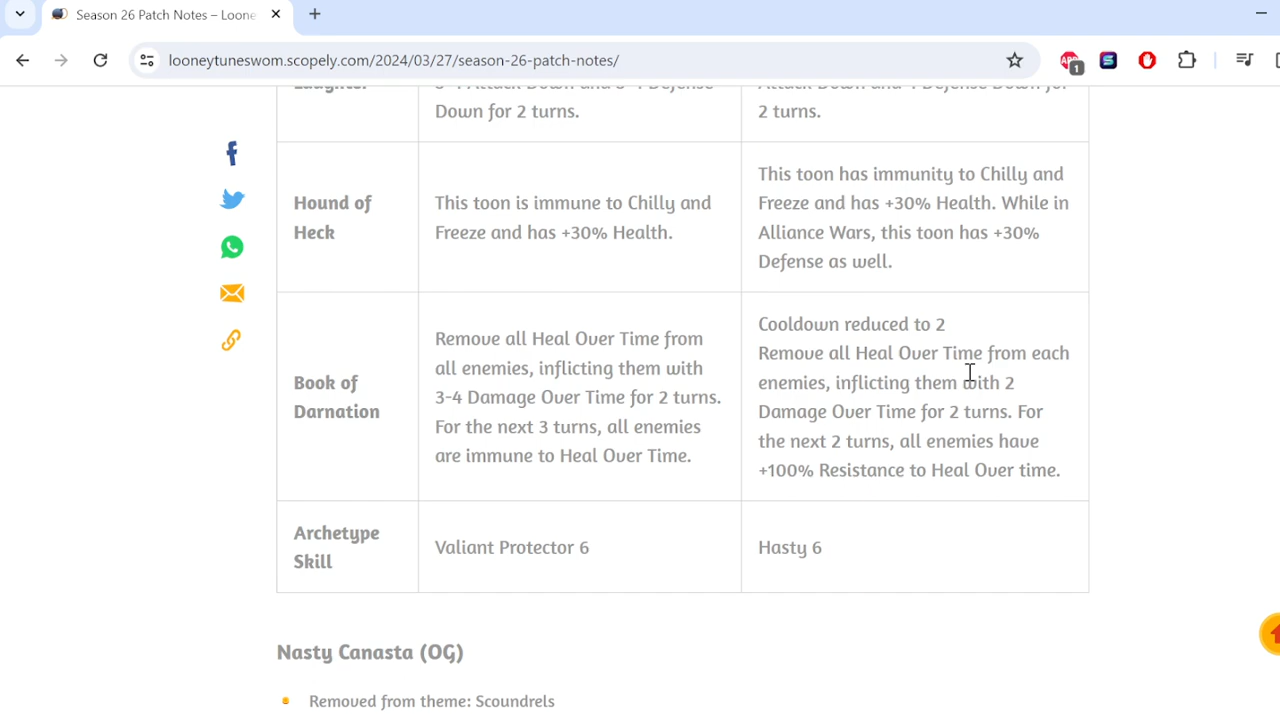 Season 26 Patch Notes – Loone
looneytuneswom.scopely.com/2024/03/27/season-26-patch-notes/
1
Down for 2 turns.
2 turns.
Hound of
Heck
This toon is immune to Chilly and
Freeze and has +30% Health.
This toon has immunity to Chilly and
Freeze and has +30% Health. While in
Alliance Wars, this toon has +30%
Defense as well.
Book of
Darnation
Remove all Heal Over Time from
all enemies, inflicting them with
3-4 Damage Over Time for 2 turns.
For the next 3 turns, all enemies
are immune to Heal Over Time.
Cooldown reduced to 2
Remove all Heal Over Time from each
enemies, inflicting them with 2
Damage Over Time for 2 turns. For
the next 2 turns, all enemies have
+100% Resistance to Heal Over time.
Archetype
Skill
Valiant Protector 6
Hasty 6
Nasty Canasta (OG)
Removed from theme: Scoundrels